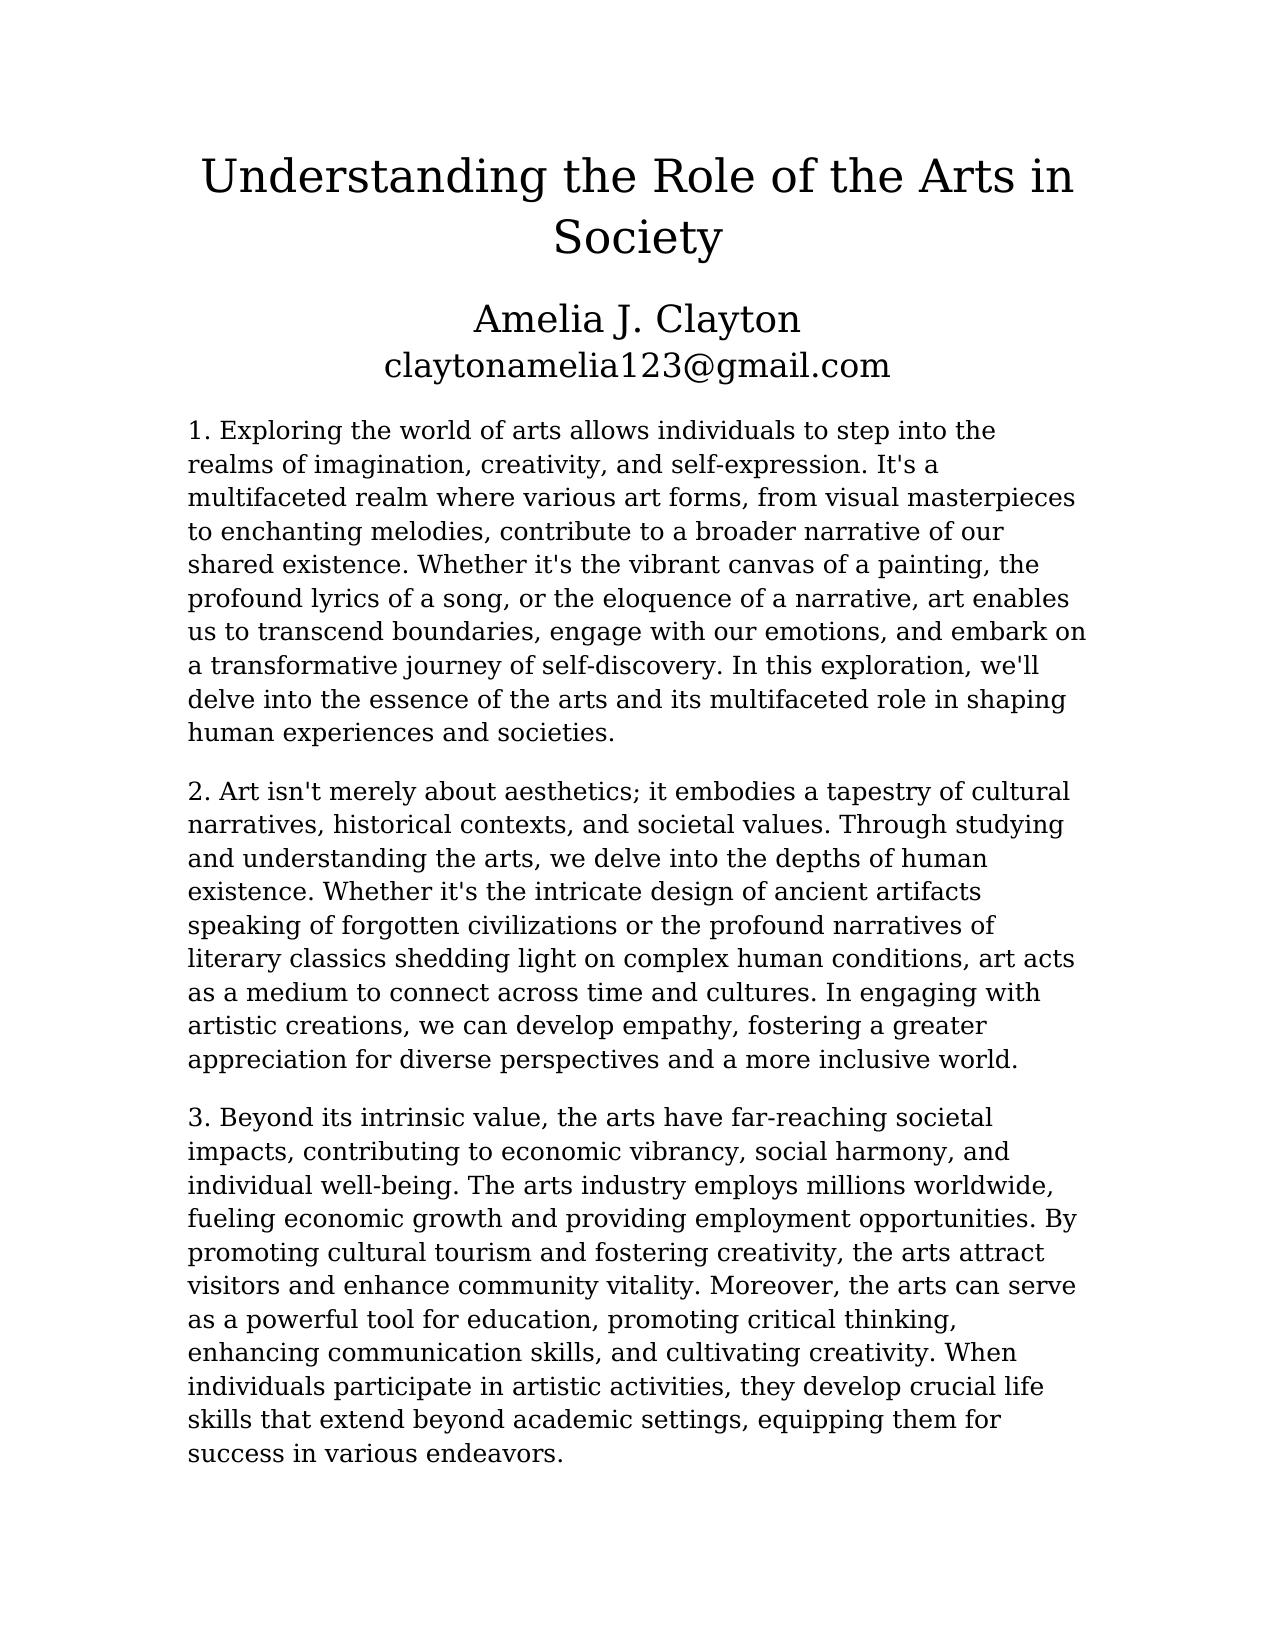 Understanding the Role of the Arts in
Society
Amelia J. Clayton
claytonamelia123@gmail.com
1. Exploring the world of arts allows individuals to step into the
realms of imagination, creativity, and self-expression. It's a
multifaceted realm where various art forms, from visual masterpieces
to enchanting melodies, contribute to a broader narrative of our
shared existence. Whether it's the vibrant canvas of a painting, the
profound lyrics of a song, or the eloquence of a narrative, art enables
us to transcend boundaries, engage with our emotions, and embark on
a transformative journey of self-discovery. In this exploration, we'll
delve into the essence of the arts and its multifaceted role in shaping
human experiences and societies.
2. Art isn't merely about aesthetics; it embodies a tapestry of cultural
narratives, historical contexts, and societal values. Through studying
and understanding the arts, we delve into the depths of human
existence. Whether it's the intricate design of ancient artifacts
speaking of forgotten civilizations or the profound narratives of
literary classics shedding light on complex human conditions, art acts
as a medium to connect across time and cultures. In engaging with
artistic creations, we can develop empathy, fostering a greater
appreciation for diverse perspectives and a more inclusive world.
3. Beyond its intrinsic value, the arts have far-reaching societal
impacts, contributing to economic vibrancy, social harmony, and
individual well-being. The arts industry employs millions worldwide,
fueling economic growth and providing employment opportunities. By
promoting cultural tourism and fostering creativity, the arts attract
visitors and enhance community vitality. Moreover, the arts can serve
as a powerful tool for education, promoting critical thinking,
enhancing communication skills, and cultivating creativity. When
individuals participate in artistic activities, they develop crucial life
skills that extend beyond academic settings, equipping them for
success in various endeavors.